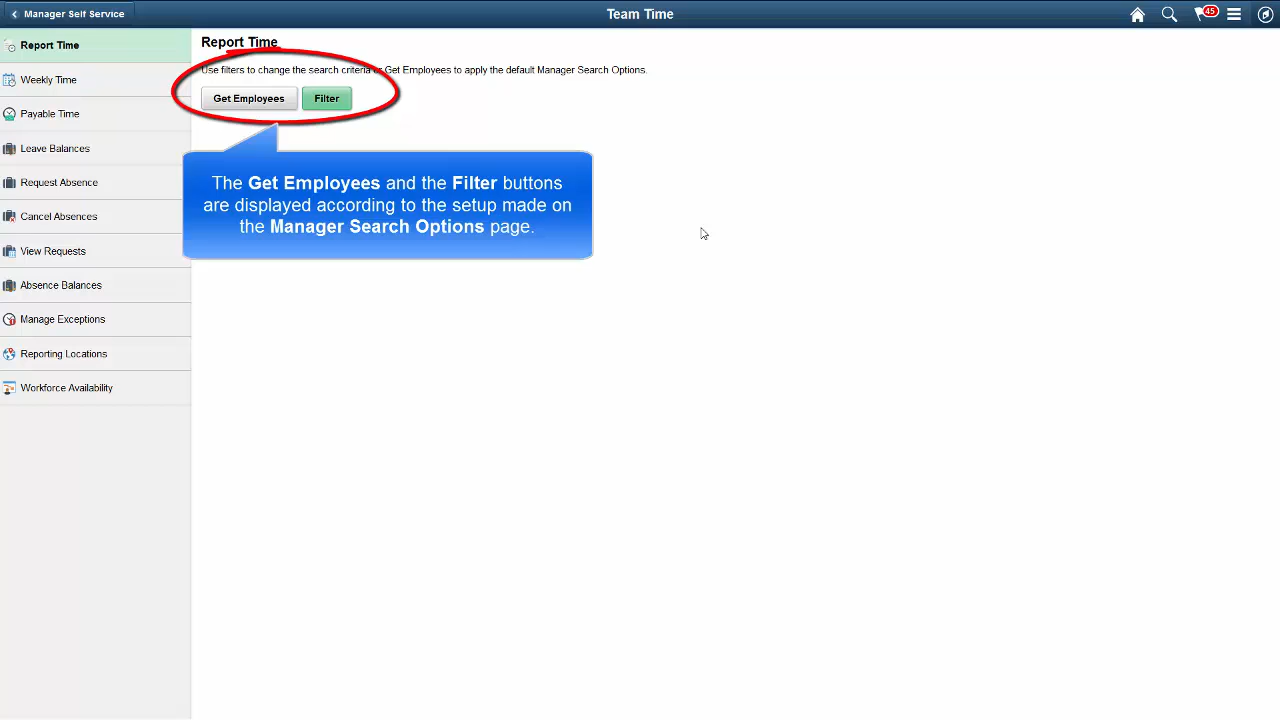 Manager Self Service
Team Time
45
Report Time
Weekly Time
Payable Time
Leave Balances
Request Absence
Cancel Absences
View Requests
Absence Balances
Manage Exceptions
Reporting Locations
Workforce Availability
Report Time
Use filters to change the search criteria or Get Employees to apply the default Manager Search Options.
Get Employees Filter
The Get Employees and the Filter buttons
are displayed according to the setup made on
the Manager Search Options page.